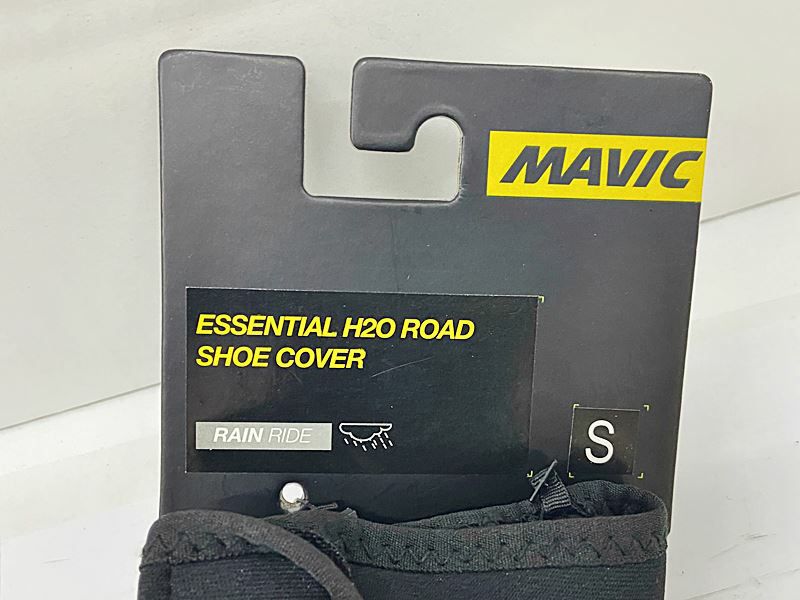 MAVIC
ESSENTIAL H2O ROAD
SHOE COVER
RAIN RIDE
S